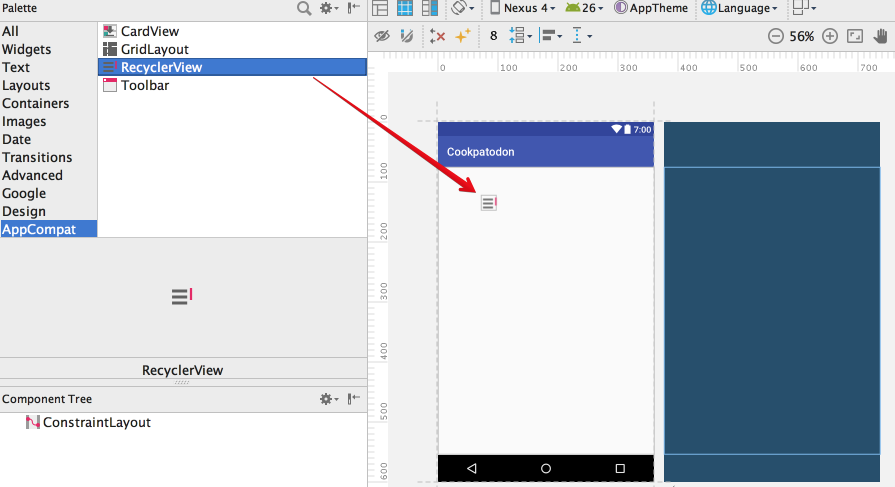 Palette
All
Widgets
Text
Layouts
Containers
Images
Date
Transitions
Advanced
Google
Design
AppCompat
CardView
GridLayout
RecyclerView
Toolbar
RecyclerView
Component Tree
ConstraintLayout
Nexus 4
26
AppTheme
Language
8
56%
0 100 200 300 400 500 600 700
0
100
200
300
400
500
600
7:00
Cookpatodon